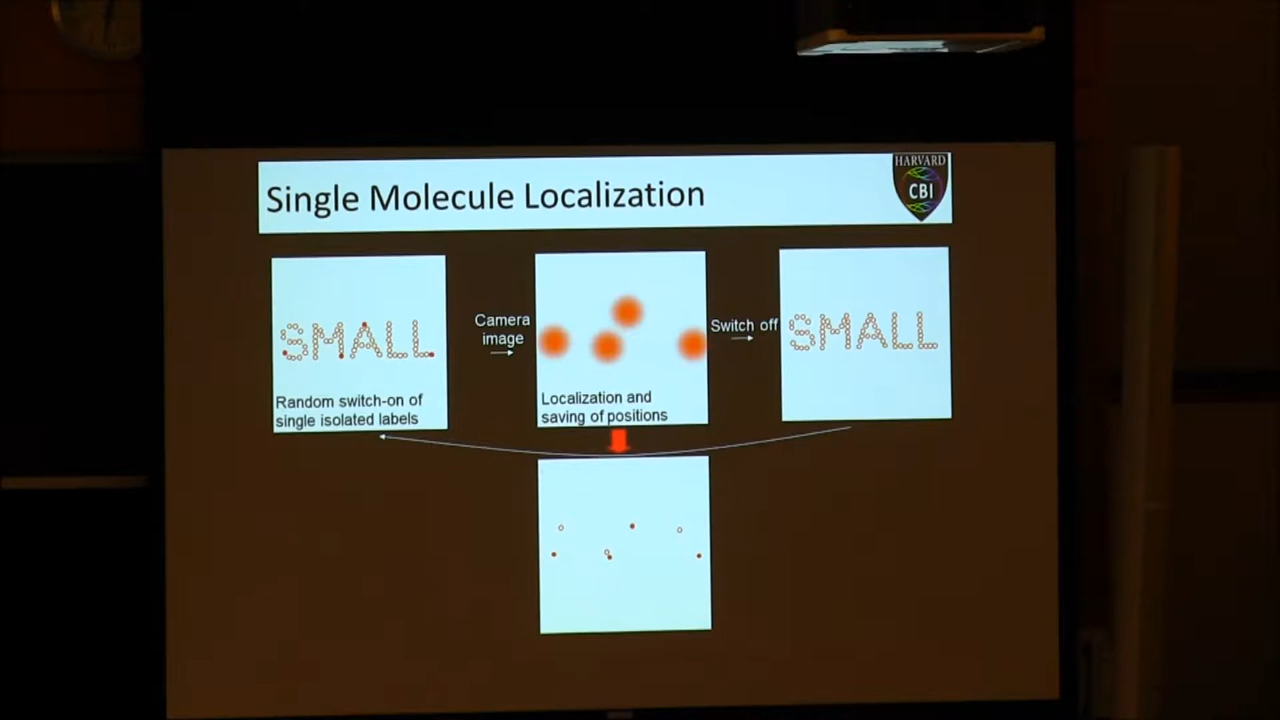 Single Molecule Localization
HARVARD
CBI
SMALL
Random switch-on of
single isolated labels
Camera
image
Localization and
saving of positions
Switch off
SMALL